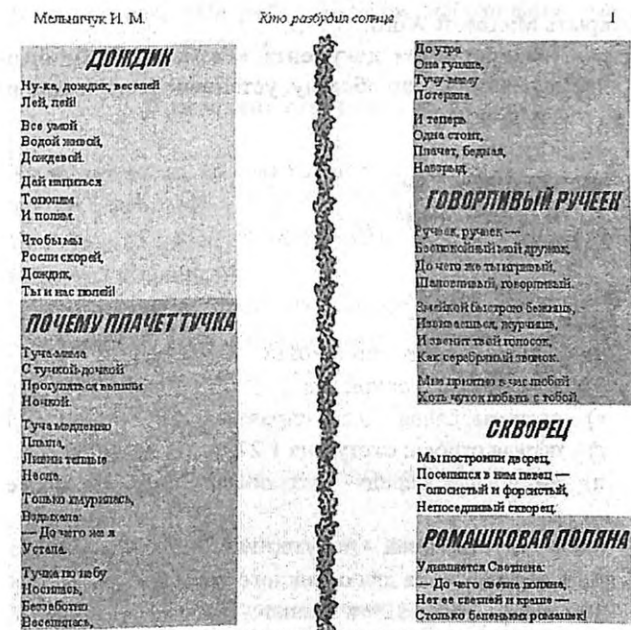 Мельничук И. М.
Кто разбудил солнце
1
ДОЖДИК
Ну-ка, дождик, веселей
Лей, лей!
Все умой
Водой живой,
Дождевой.
Дай напиться
Тополям
И полям.
Чтобы мы
Росли скорей,
Дождик,
Ты и нас полей!
ПОЧЕМУ ПЛАЧЕТ ТУЧКА
Туча-мама
С тучкой-дочкой
Прогуляться вышли
Ночкой.
Туча медленно
Плыла,
Ливни теплые
Несла.
Только хмурилась,
Вздыхала:
— До чего же я
Устала.
Тучка по небу
Носилась,
Беззаботно
Веселилась,
До утра
Она гуляла,
Тучу-маму
Потеряла.
И теперь
Одна стоит,
Плачет, бедная,
Навзрыд.
ГОВОРЛИВЫЙ РУЧЕЕК
Ручеек, ручеек —
Беспокойный мой дружок,
До чего же ты игривый,
Шаловливый, говорливый.
Змейкой быстрою бежишь,
Извиваешься, журчишь,
И звенит твой голосок,
Как серебряный звонок.
Мне приятно в час любой
Хоть чуток побыть с тобой.
СКВОРЕЦ
Мы построили дворец,
Поселился в нем певец —
Голосистый и форсистый,
Непоседливый скворец.
РОМАШКОВАЯ ПОЛЯНА
Удивляется Светлана:
— До чего светла поляна,
Нет ее светлей и краше —
Столько беленьких ромашек!